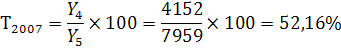 T₂₀₀₇ = Y₄/Y₅ × 100 = 4152/7959 × 100 = 52,16%